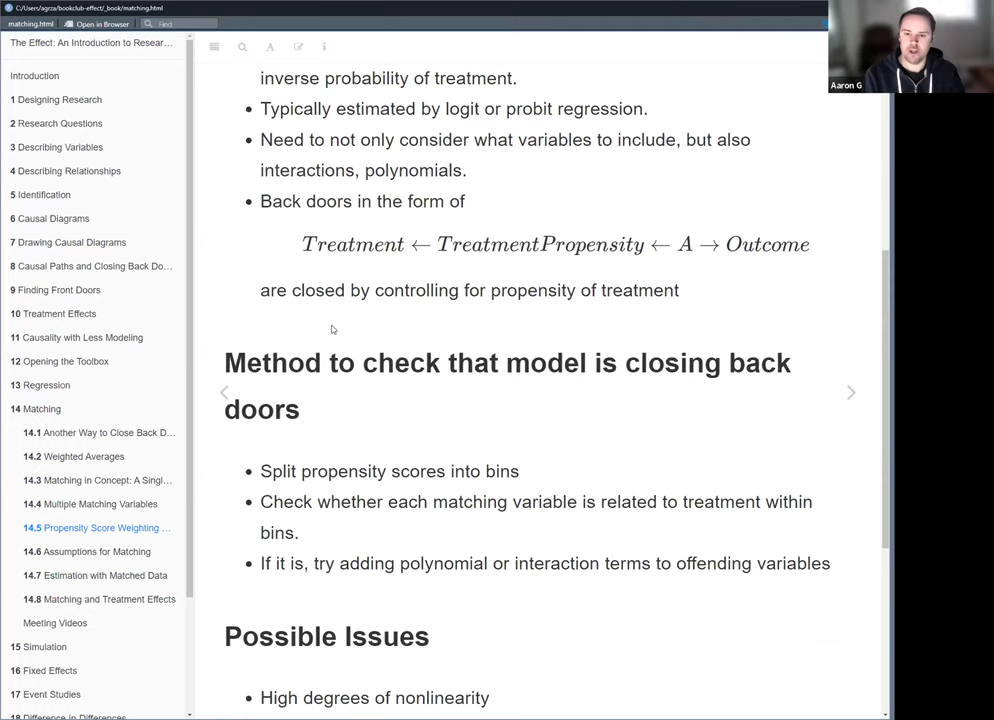 C:/Users/agrza/bookclub-effect/_book/matching.html
matching.html
Open in Browser
Find
The Effect: An Introduction to Resear...
Introduction
1 Designing Research
2 Research Questions
3 Describing Variables
4 Describing Relationships
5 Identification
6 Causal Diagrams
7 Drawing Causal Diagrams
8 Causal Paths and Closing Back Do...
9 Finding Front Doors
10 Treatment Effects
11 Causality with Less Modeling
12 Opening the Toolbox
13 Regression
14 Matching
14.1 Another Way to Close Back D...
14.2 Weighted Averages
14.3 Matching in Concept: A Singl...
14.4 Multiple Matching Variables
14.5 Propensity Score Weighting ...
14.6 Assumptions for Matching
14.7 Estimation with Matched Data
14.8 Matching and Treatment Effects
Meeting Videos
15 Simulation
16 Fixed Effects
17 Event Studies
18 Difference in Differences
inverse probability of treatment.
• Typically estimated by logit or probit regression.
• Need to not only consider what variables to include, but also
interactions, polynomials.
• Back doors in the form of
Treatment ← TreatmentPropensity ← A → Outcome
are closed by controlling for propensity of treatment
Method to check that model is closing back
doors
• Split propensity scores into bins
• Check whether each matching variable is related to treatment within
bins.
• If it is, try adding polynomial or interaction terms to offending variables
Possible Issues
• High degrees of nonlinearity
Aaron G